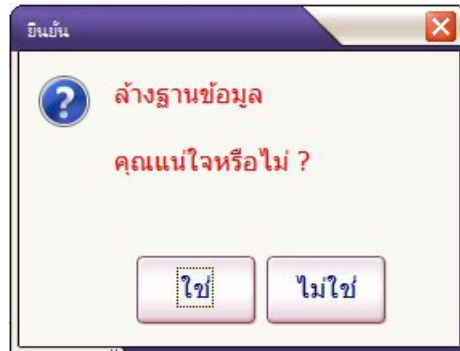 ยืนยัน
ล้างฐานข้อมูล
คุณแน่ใจหรือไม่ ?
ใช่
ไม่ใช่